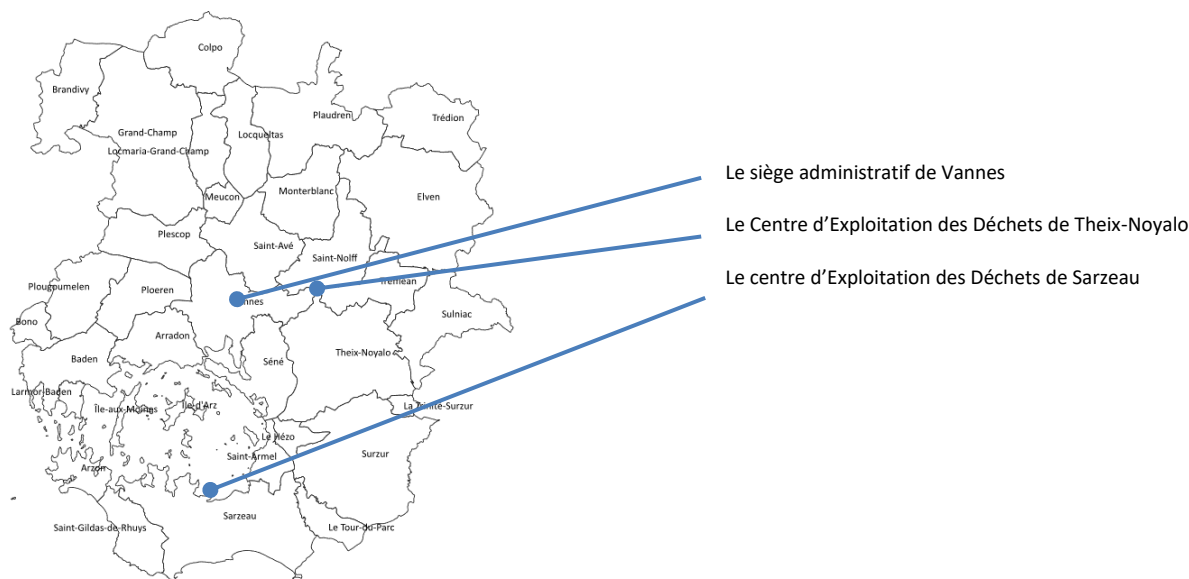 Colpo
Brandivy
Plaudren
Trédion
Grand-Champ
Locqueltas
Locmaria-Grand-Champ
Le siège administratif de Vannes
Monterblanc
Meucon
Elven
Le Centre d’Exploitation des Déchets de Theix-Noyalo
Plescop
Saint-Avé
Saint-Nolff
Le centre d’Exploitation des Déchets de Sarzeau
Tréfléan
Plougoumelen
Ploeren
Vannes
Sulniac
Bono
Arradon
Theix-Noyalo
Baden
Séné
Larmor-Baden
Île-aux-Moines
Île-d'Arz
La Trinité-Surzur
Le Hézo
Surzur
Saint-Armel
Arzon
Sarzeau
Saint-Gildas-de-Rhuys
Le Tour-du-Parc